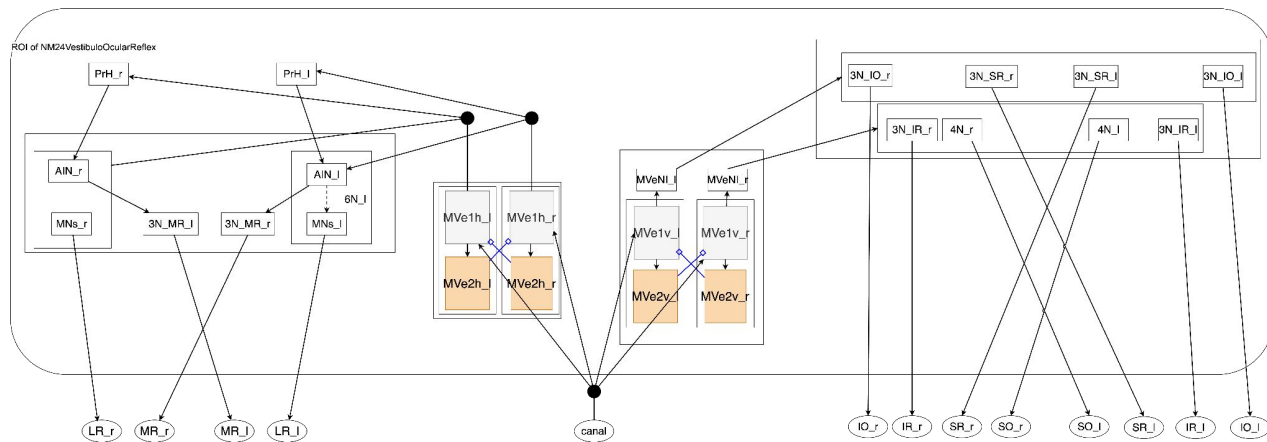 ROI of NM24VestibuloOcularReflex
PrH_r
PrH_l
3N_IO_r
3N_SR_r
3N_SR_l
3N_IO_l
3N_IR_r
4N_r
4N_l
3N_IR_l
AIN_r
AIN_l
6N_l
MNs_r
3N_MR_l
3N_MR_r
MNs_l
MVeNI_l
MVeNI_r
MVe1h_l
MVe1h_r
MVe1v_l
MVe1v_r
MVe2h_l
MVe2h_r
MVe2v_l
MVe2v_r
LR_r
MR_r
MR_l
LR_l
canal
IO_r
IR_r
SR_r
SO_r
SO_l
SR_l
IR_l
IO_l